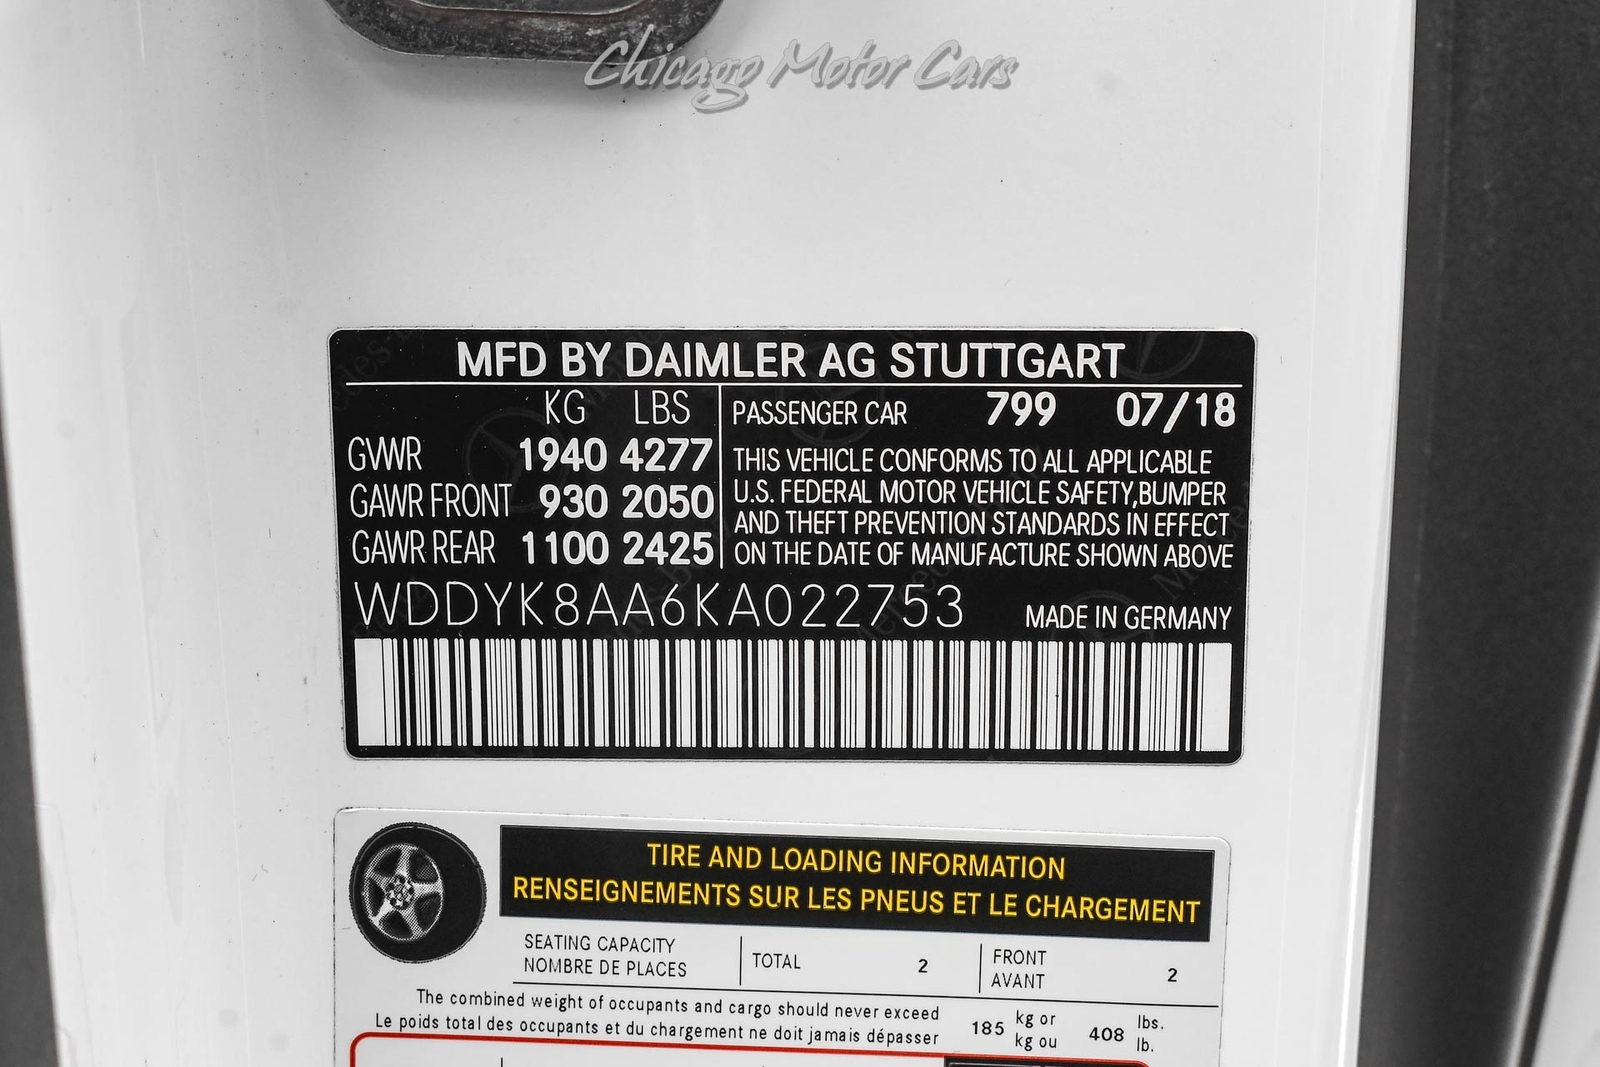 Chicago Motor Cars
MFD BY DAIMLER AG STUTTGART
KG LBS
GVWR 1940 4277
GAWR FRONT 930 2050
GAWR REAR 1100 2425
PASSENGER CAR 799 07/18
THIS VEHICLE CONFORMS TO ALL APPLICABLE
U.S. FEDERAL MOTOR VEHICLE SAFETY,BUMPER
AND THEFT PREVENTION STANDARDS IN EFFECT
ON THE DATE OF MANUFACTURE SHOWN ABOVE
WDDYK8AA6KA022753 MADE IN GERMANY
TIRE AND LOADING INFORMATION
RENSEIGNEMENTS SUR LES PNEUS ET LE CHARGEMENT
SEATING CAPACITY
NOMBRE DE PLACES
TOTAL 2
FRONT
AVANT
2
The combined weight of occupants and cargo should never exceed
Le poids total des occupants et du chargement ne doit jamais dépasser
185 kg or 408 lbs.
kg ou lb.